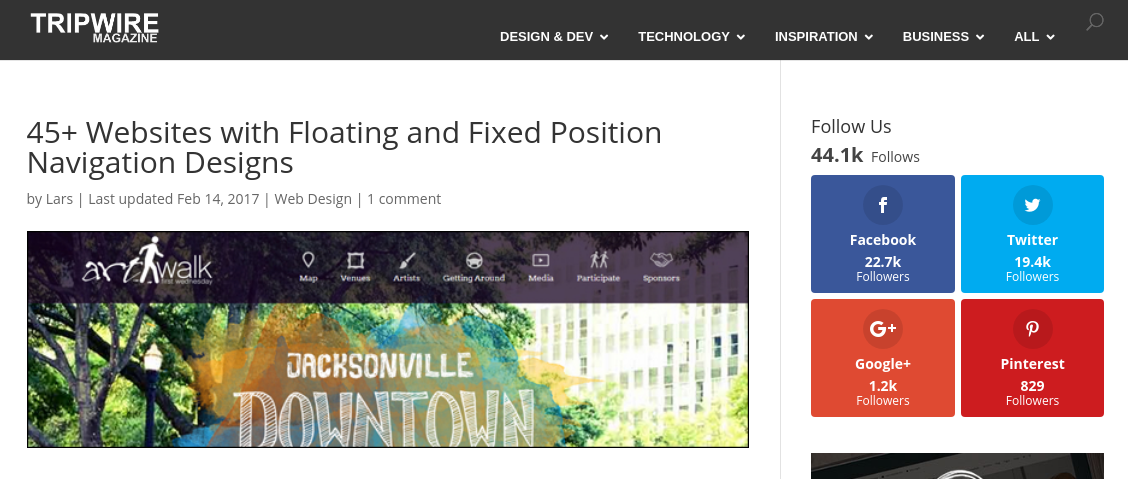 TRIPWIRE
MAGAZINE
DESIGN & DEV
TECHNOLOGY
INSPIRATION
BUSINESS
ALL
45+ Websites with Floating and Fixed Position
Navigation Designs
by Lars | Last updated Feb 14, 2017 | Web Design | 1 comment
artwalk
first wednesday
Map
Venues
Artists
Getting Around
Media
Participate
Sponsors
JACKSONVILLE
DOWNTOWN
Follow Us
44.1k Follows
Facebook
22.7k
Followers
Twitter
19.4k
Followers
Google+
1.2k
Followers
Pinterest
829
Followers